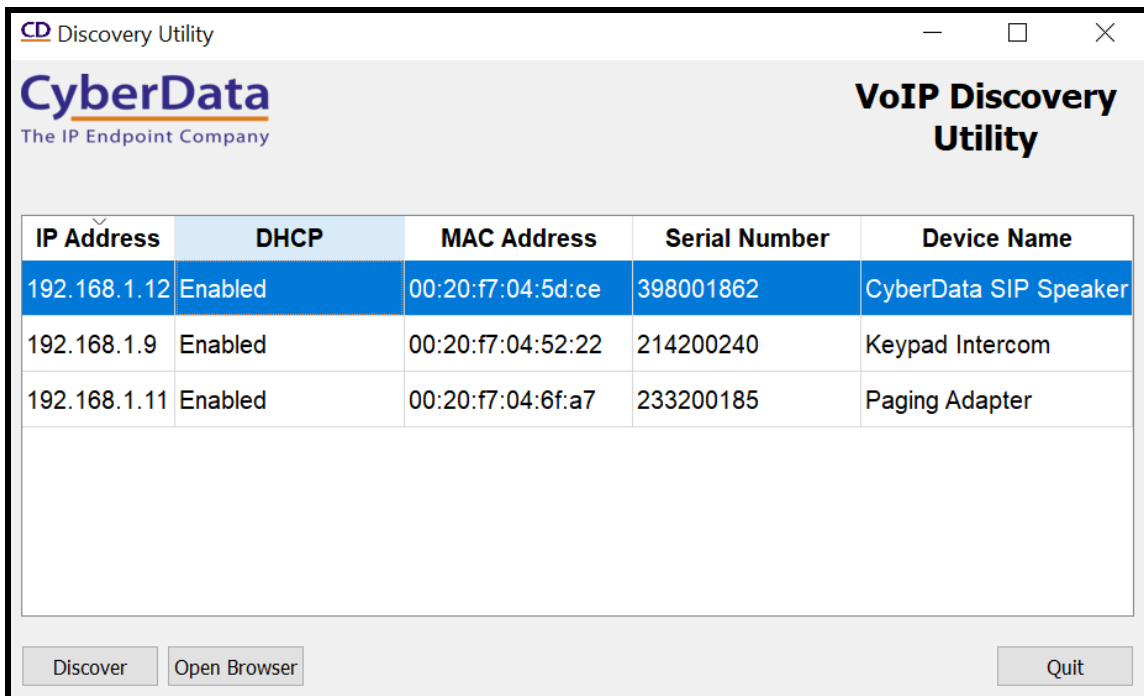 CD Discovery Utility
CyberData
The IP Endpoint Company
VoIP Discovery
Utility
IP Address DHCP MAC Address Serial Number Device Name
192.168.1.12 Enabled 00:20:f7:04:5d:ce 398001862 CyberData SIP Speaker
192.168.1.9 Enabled 00:20:f7:04:52:22 214200240 Keypad Intercom
192.168.1.11 Enabled 00:20:f7:04:6f:a7 233200185 Paging Adapter
Discover Open Browser Quit